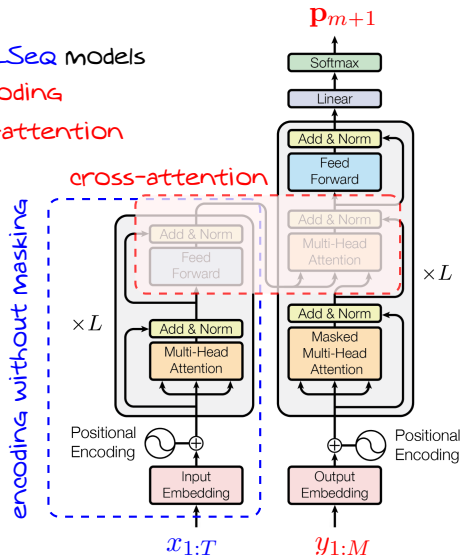 p_{m+1}
Softmax
Linear
Seq models
oding
-attention
Add & Norm
Feed
Forward
cross-attention
Add & Norm
Multi-Head
Attention
Add & Norm
Feed
Forward
×L
×L
encoding without masking
Add & Norm
Multi-Head
Attention
Add & Norm
Masked
Multi-Head
Attention
Positional
Encoding
Positional
Encoding
Input
Embedding
Output
Embedding
x_{1:T}
y_{1:M}